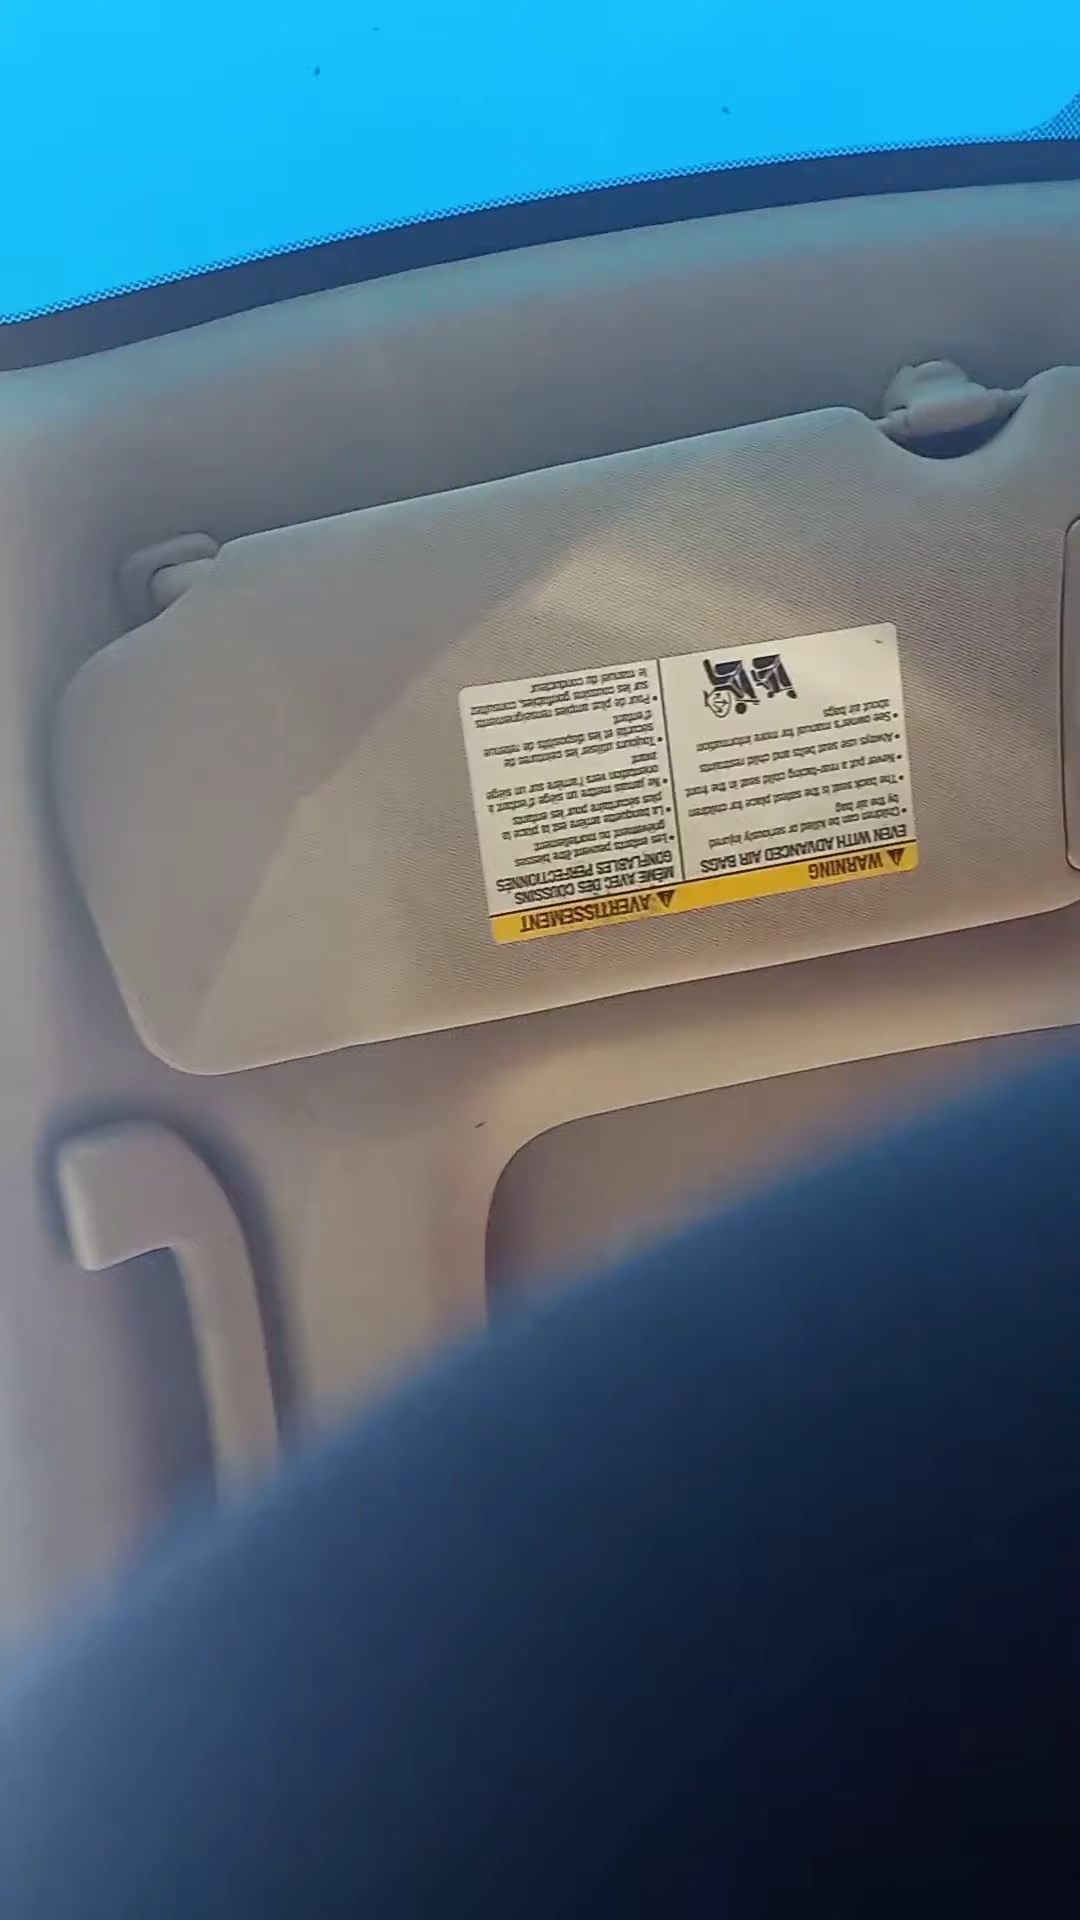 WARNING
EVEN WITH ADVANCED AIR BAGS
• Children can be killed or seriously injured
by the air bag
• The back seat is the safest place for children
• Never put a rear-facing child seat in the front
• Always use seat belts and child restraints
• See owner's manual for more information
about air bags
AVERTISSEMENT
MÊME AVEC DES COUSSINS
GONFLABLES PERFECTIONNÉS
• Les enfants peuvent être blessés
grièvement ou mortellement
• La banquette arrière est la place la
plus sécuritaire pour les enfants
• Ne jamais mettre un siège d'enfant à
orientation vers l'arrière sur un siège
avant
• Toujours utiliser les ceintures de
sécurité et les dispositifs de retenue
d'enfant
• Pour de plus amples renseignements
sur les coussins gonflables, consultez
le manuel du conducteur